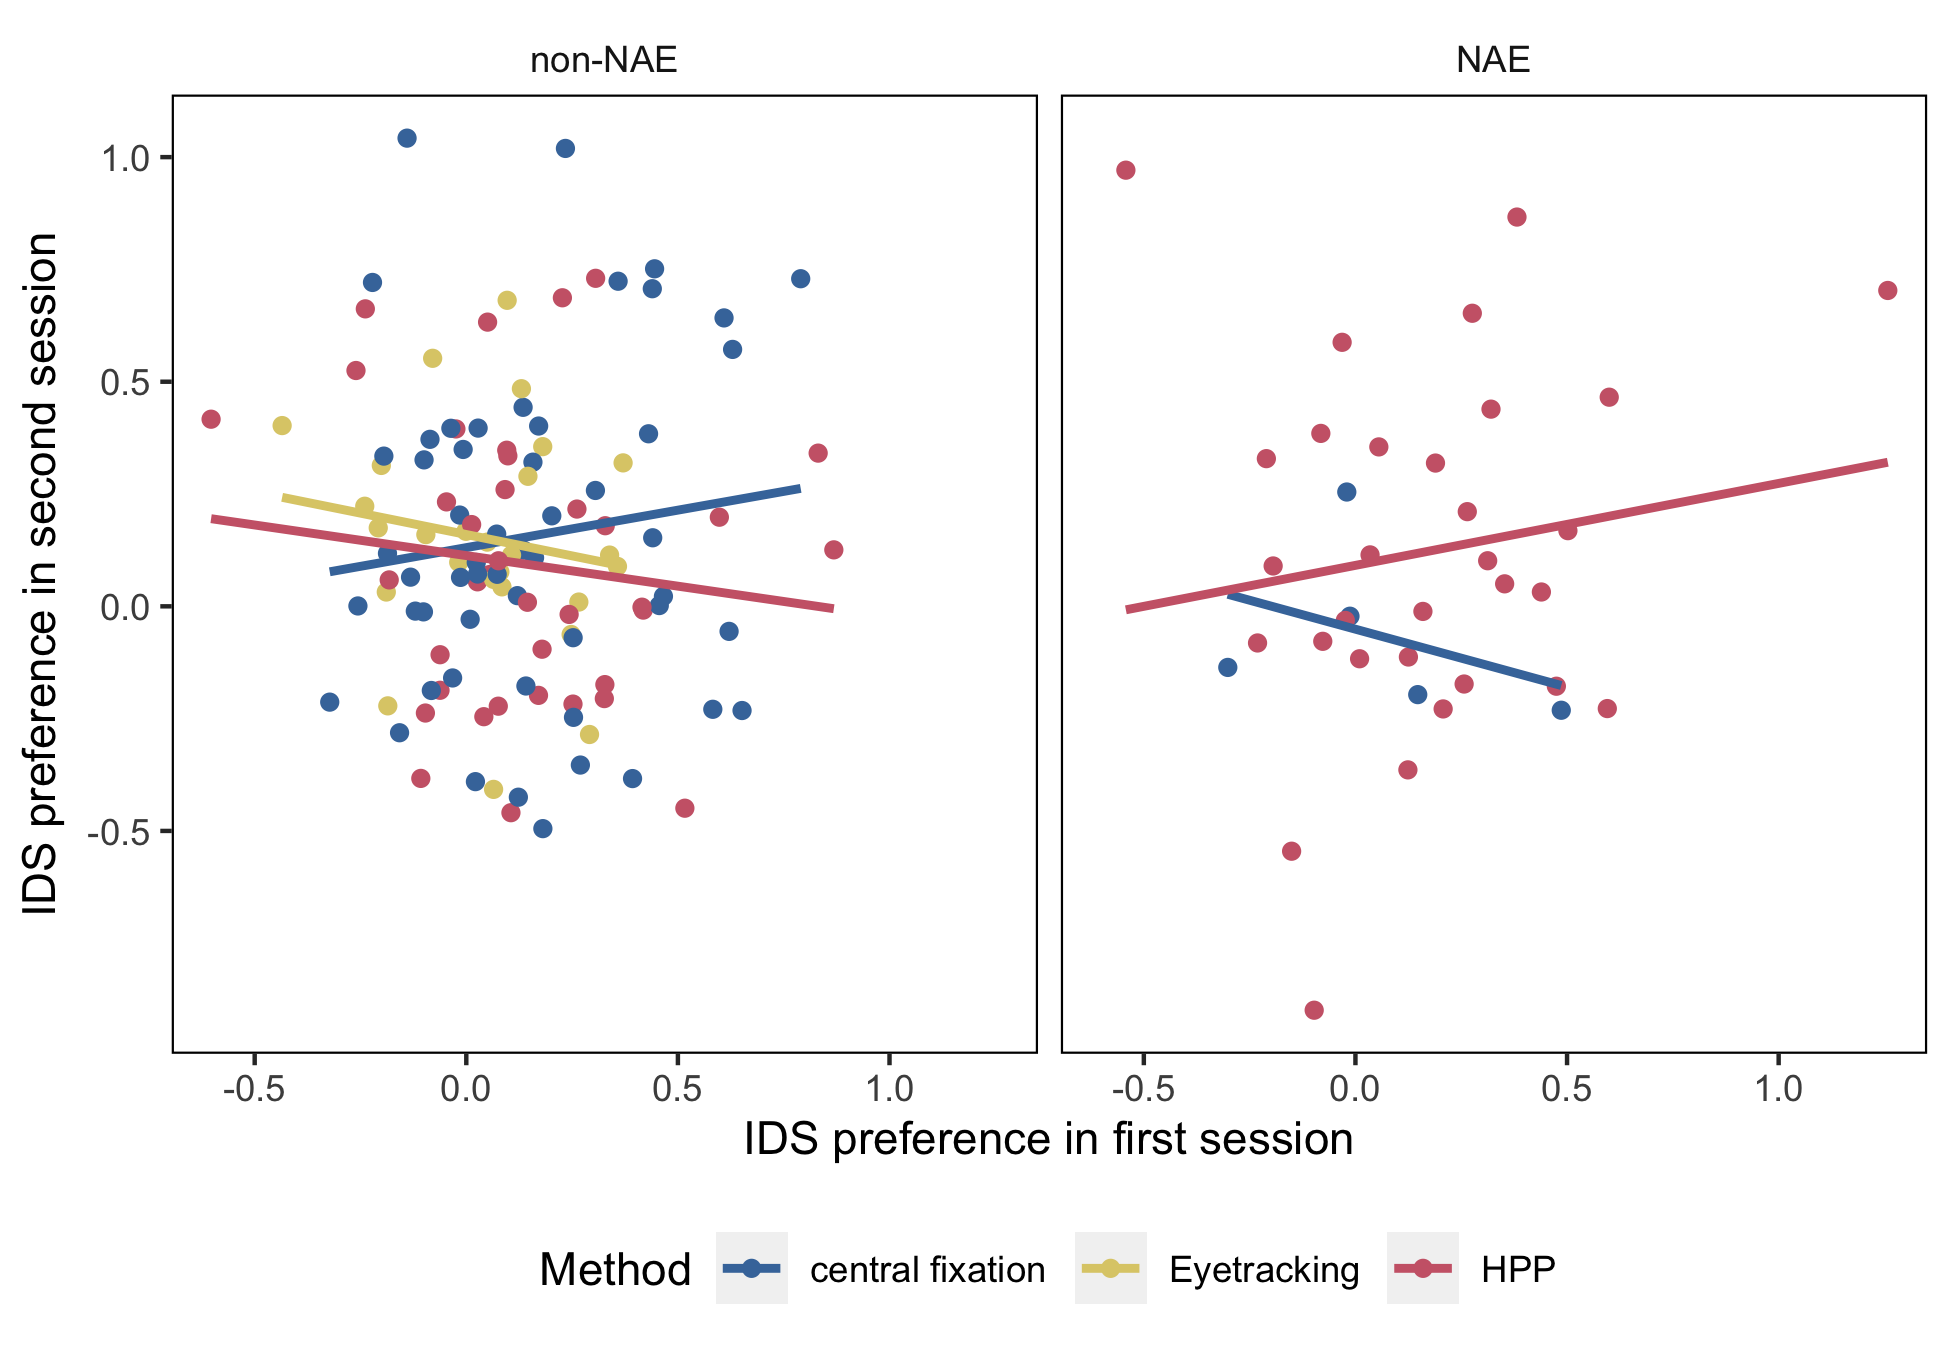 non-NAE
NAE
IDS preference in second session
1.0
0.5
0.0
-0.5
-0.5 0.0 0.5 1.0
-0.5 0.0 0.5 1.0
IDS preference in first session
Method central fixation Eyetracking HPP